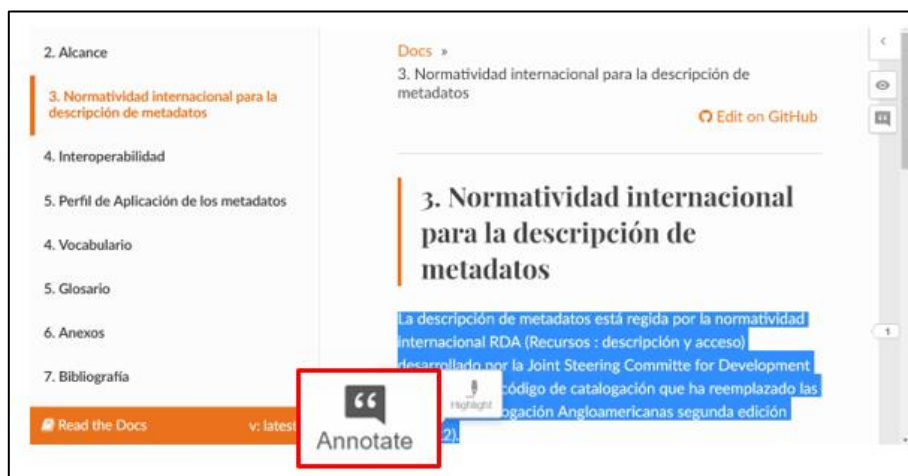 2. Alcance
3. Normatividad internacional para la
descripción de metadatos
4. Interoperabilidad
5. Perfil de Aplicación de los metadatos
4. Vocabulario
5. Glosario
6. Anexos
7. Bibliografía
Read the Docs
v: latest
Docs »
3. Normatividad internacional para la descripción de
metadatos
Edit on GitHub
3. Normatividad internacional
para la descripción de
metadatos
La descripción de metadatos está regida por la normatividad
internacional RDA (Recursos : descripción y acceso)
desarrollado por la Joint Steering Committe for Development
código de catalogación que ha reemplazado las
Angloamericanas segunda edición
2).
Annotate
Highlight
1